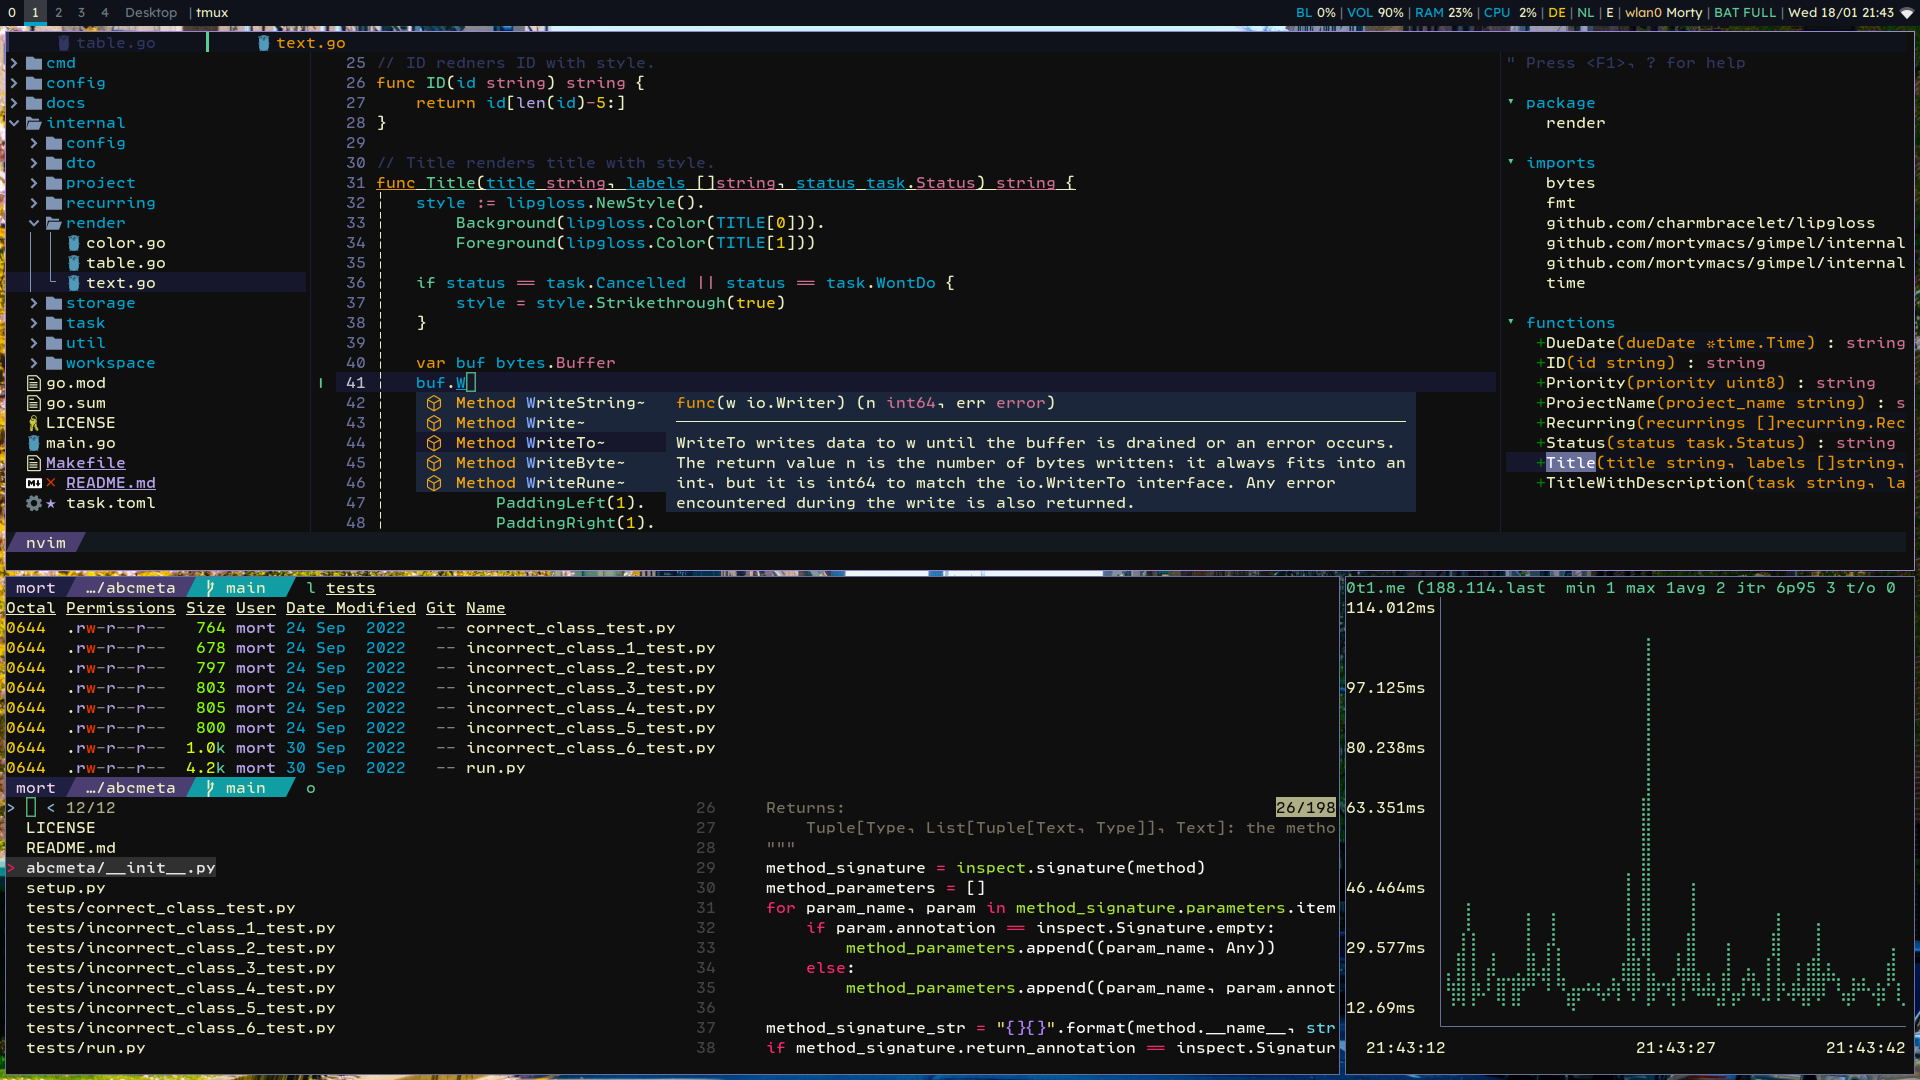 0 1 2 3 4 Desktop | tmux
BL 0% | VOL 90% | RAM 23% | CPU 2% | DE | NL | E | wlan0 Morty | BAT FULL | Wed 18/01 21:43
table.go
text.go
cmd
config
docs
internal
config
dto
project
recurring
render
color.go
table.go
text.go
storage
task
util
workspace
go.mod
go.sum
LICENSE
main.go
Makefile
README.md
task.toml
25 // ID redners ID with style.
26 func ID(id string) string {
27 return id[len(id)-5:]
28 }
29
30 // Title renders title with style.
31 func Title(title string, labels []string, status task.Status) string {
32 style := lipgloss.NewStyle().
33 Background(lipgloss.Color(TITLE[0])).
34 Foreground(lipgloss.Color(TITLE[1]))
35
36 if status == task.Cancelled || status == task.WontDo {
37 style = style.Strikethrough(true)
38 }
39
40 var buf bytes.Buffer
41 buf.W
42 Method WriteString~
43 Method Write~
44 Method WriteTo~
45 Method WriteByte~
46 Method WriteRune~
47 PaddingLeft(1).
48 PaddingRight(1).
func(w io.Writer) (n int64, err error)
WriteTo writes data to w until the buffer is drained or an error occurs.
The return value n is the number of bytes written; it always fits into an
int, but it is int64 to match the io.WriterTo interface. Any error
encountered during the write is also returned.
" Press <F1>, ? for help
package
render
imports
bytes
fmt
github.com/charmbracelet/lipgloss
github.com/mortymacs/gimpel/internal
github.com/mortymacs/gimpel/internal
time
functions
+DueDate(dueDate *time.Time) : string
+ID(id string) : string
+Priority(priority uint8) : string
+ProjectName(project_name string) : s
+Recurring(recurrings []recurring.Rec
+Status(status task.Status) : string
+Title(title string, labels []string,
+TitleWithDescription(task string, la
nvim
mort …/abcmeta main l tests
Octal Permissions Size User Date Modified Git Name
0644 .rw-r--r-- 764 mort 24 Sep 2022 -- correct_class_test.py
0644 .rw-r--r-- 678 mort 24 Sep 2022 -- incorrect_class_1_test.py
0644 .rw-r--r-- 797 mort 24 Sep 2022 -- incorrect_class_2_test.py
0644 .rw-r--r-- 803 mort 24 Sep 2022 -- incorrect_class_3_test.py
0644 .rw-r--r-- 805 mort 24 Sep 2022 -- incorrect_class_4_test.py
0644 .rw-r--r-- 800 mort 24 Sep 2022 -- incorrect_class_5_test.py
0644 .rw-r--r-- 1.0k mort 30 Sep 2022 -- incorrect_class_6_test.py
0644 .rw-r--r-- 4.2k mort 30 Sep 2022 -- run.py
mort …/abcmeta main o
> < 12/12
LICENSE
README.md
> abcmeta/__init__.py
setup.py
tests/correct_class_test.py
tests/incorrect_class_1_test.py
tests/incorrect_class_2_test.py
tests/incorrect_class_3_test.py
tests/incorrect_class_4_test.py
tests/incorrect_class_5_test.py
tests/incorrect_class_6_test.py
tests/run.py
26 Returns: 26/198
27 Tuple[Type, List[Tuple[Text, Type]], Text]: the metho
28 """
29 method_signature = inspect.signature(method)
30 method_parameters = []
31 for param_name, param in method_signature.parameters.item
32 if param.annotation == inspect.Signature.empty:
33 method_parameters.append((param_name, Any))
34 else:
35 method_parameters.append((param_name, param.annot
36
37 method_signature_str = "{}{}".format(method.__name__, str
38 if method_signature.return_annotation == inspect.Signatur
0t1.me (188.114.last min 1 max 1avg 2 jtr 6p95 3 t/o 0
114.012ms
97.125ms
80.238ms
63.351ms
46.464ms
29.577ms
12.69ms
21:43:12 21:43:27 21:43:42